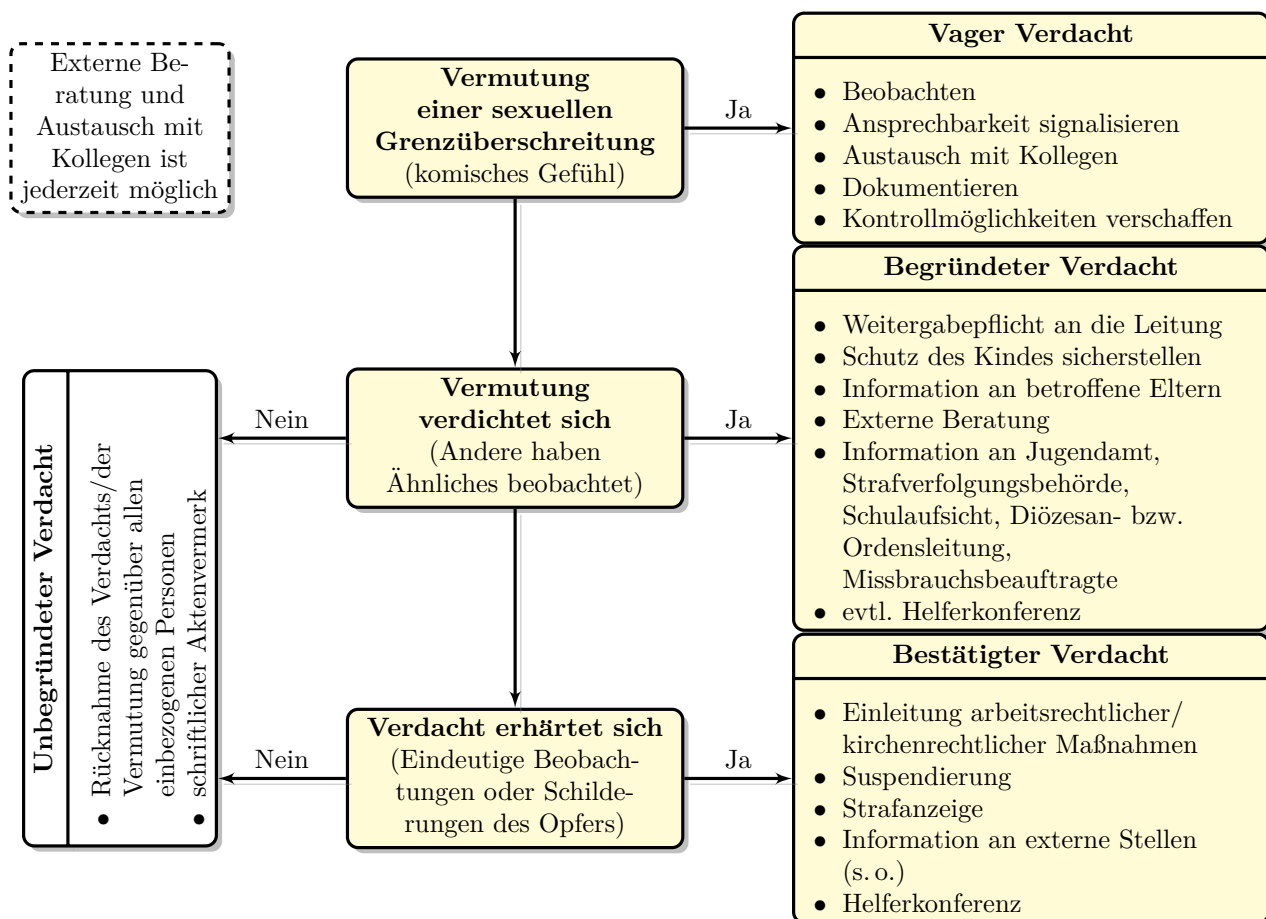 Externe Be-
ratung und
Austausch mit
Kollegen ist
jederzeit möglich
Vermutung
einer sexuellen
Grenzüberschreitung
(komisches Gefühl)
Ja
Vager Verdacht
• Beobachten
• Ansprechbarkeit signalisieren
• Austausch mit Kollegen
• Dokumentieren
• Kontrollmöglichkeiten verschaffen
Unbegründeter Verdacht
• Rücknahme des Verdachts/der
Vermutung gegenüber allen
einbezogenen Personen
• schriftlicher Aktenvermerk
Nein
Vermutung
verdichtet sich
(Andere haben
Ähnliches beobachtet)
Ja
Begründeter Verdacht
• Weitergabepflicht an die Leitung
• Schutz des Kindes sicherstellen
• Information an betroffene Eltern
• Externe Beratung
• Information an Jugendamt,
Strafverfolgungsbehörde,
Schulaufsicht, Diözesan- bzw.
Ordensleitung,
Missbrauchsbeauftragte
• evtl. Helferkonferenz
Nein
Verdacht erhärtet sich
(Eindeutige Beobach-
tungen oder Schilde-
rungen des Opfers)
Ja
Bestätigter Verdacht
• Einleitung arbeitsrechtlicher/
kirchenrechtlicher Maßnahmen
• Suspendierung
• Strafanzeige
• Information an externe Stellen
(s. o.)
• Helferkonferenz